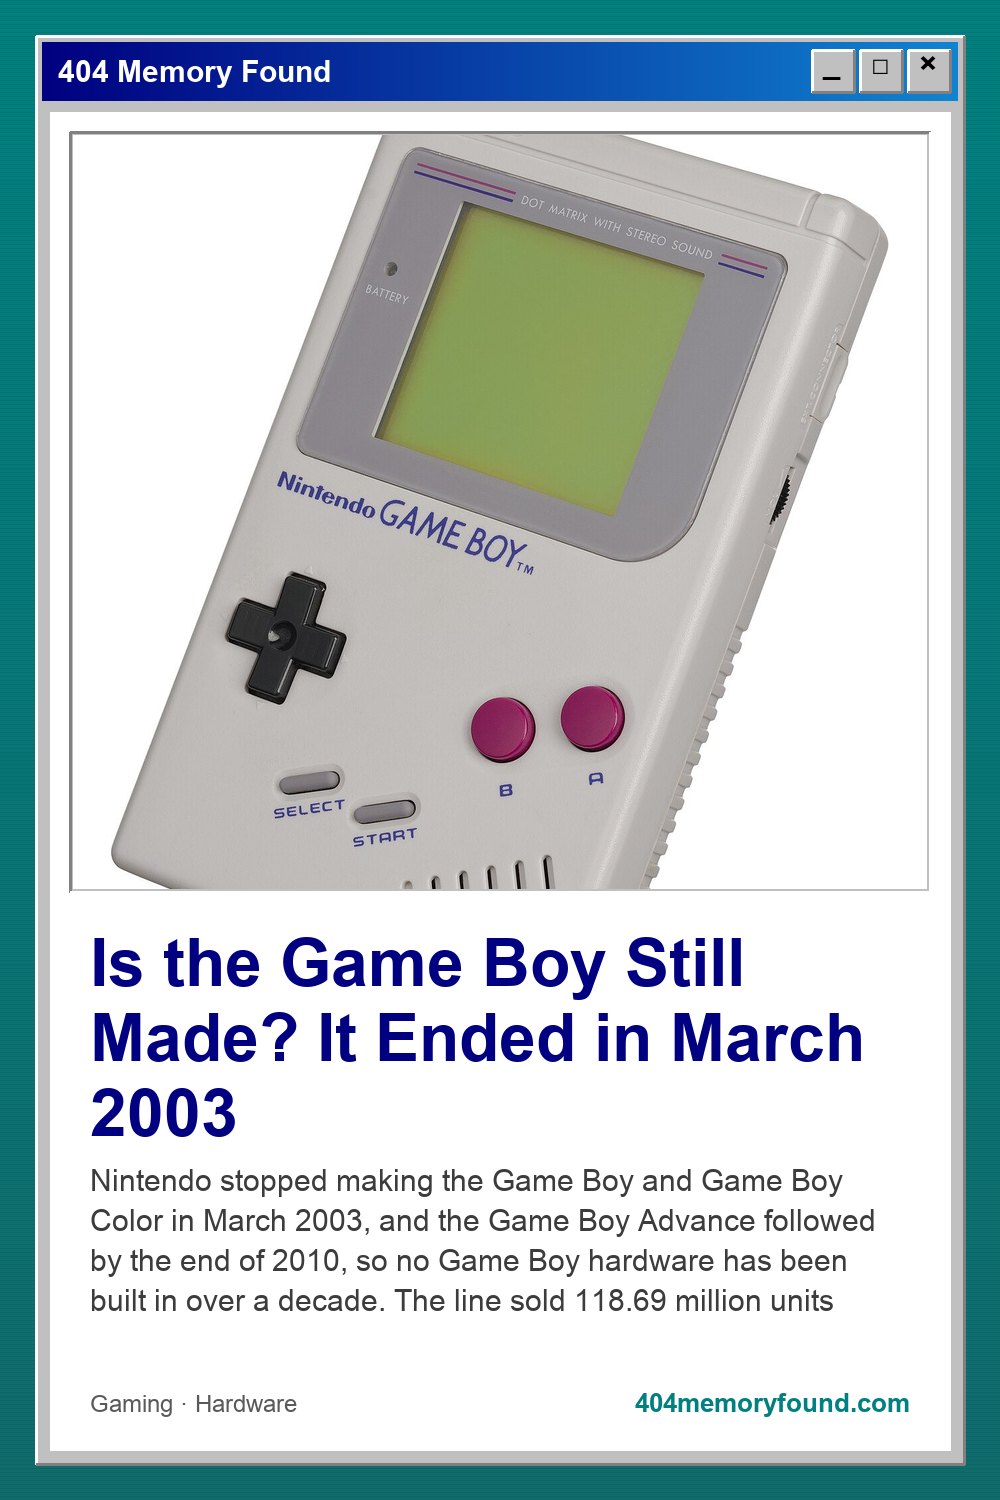 404 Memory Found
DOT MATRIX WITH STEREO SOUND
BATTERY
Nintendo GAME BOY TM
B
A
SELECT
START
Is the Game Boy Still
Made? It Ended in March
2003
Nintendo stopped making the Game Boy and Game Boy
Color in March 2003, and the Game Boy Advance followed
by the end of 2010, so no Game Boy hardware has been
built in over a decade. The line sold 118.69 million units
Gaming · Hardware
404memoryfound.com